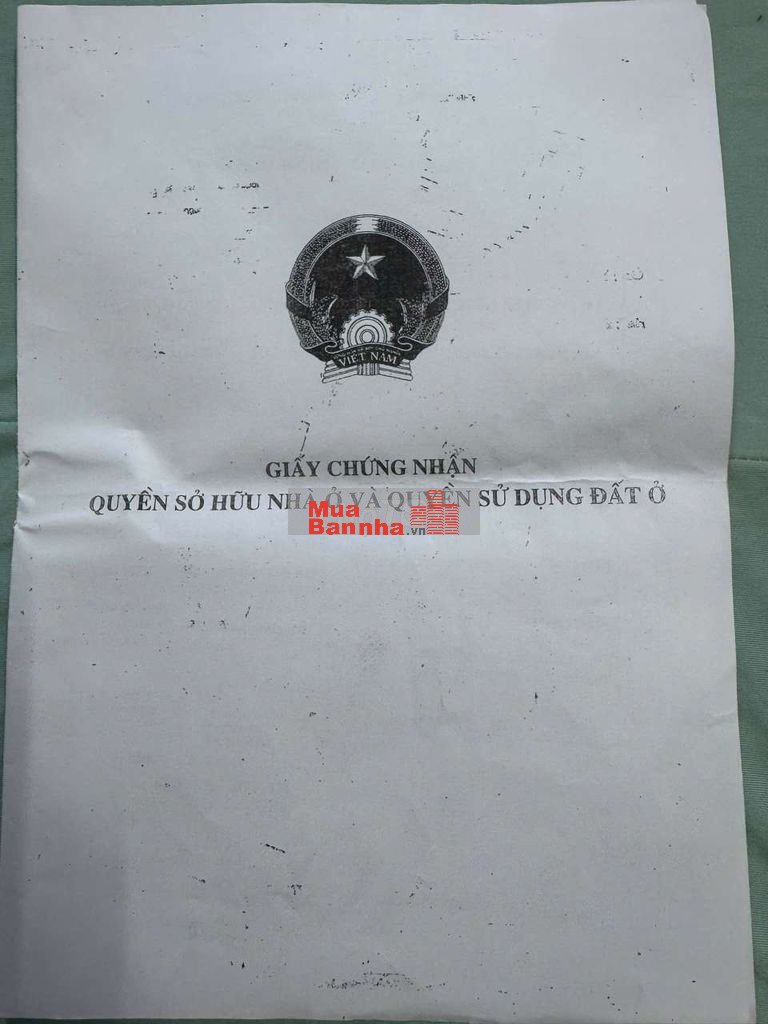 VIỆT NAM
GIẤY CHỨNG NHẬN
QUYỀN SỞ HỮU NHÀ Ở VÀ QUYỀN SỬ DỤNG ĐẤT Ở
Mua
Bannha.vn